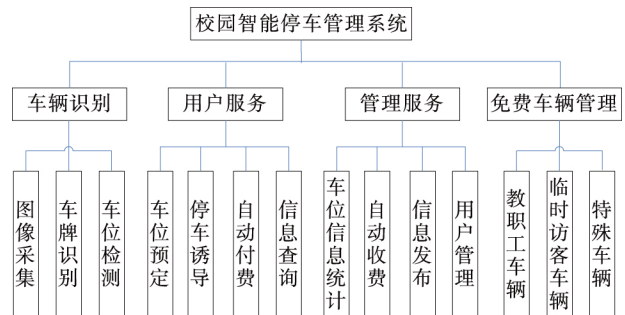 校园智能停车管理系统
车辆识别
用户服务
管理服务
免费车辆管理
图像采集
车牌识别
车位检测
车位预定
停车诱导
自动付费
信息查询
车位信息统计
自动收费
信息发布
用户管理
教职工车辆
临时访客车辆
特殊车辆